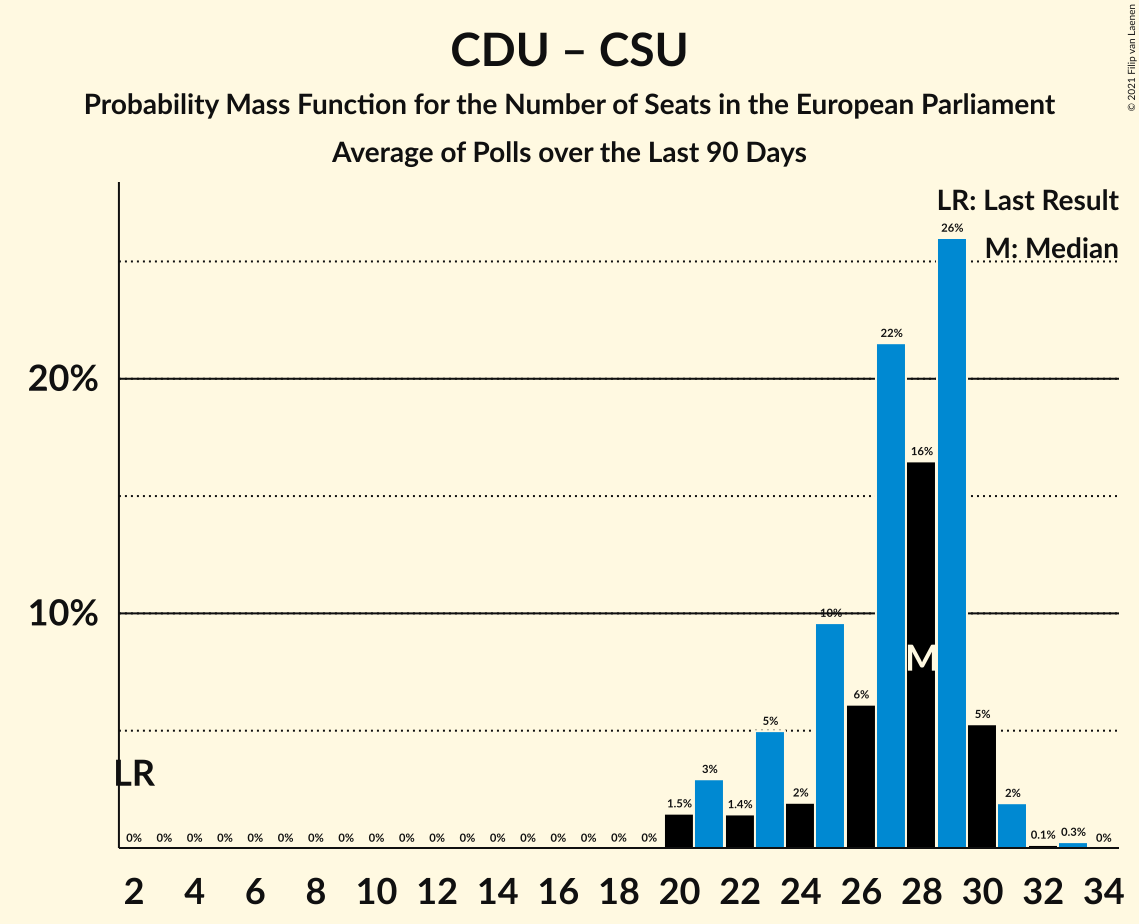 CDU – CSU
Probability Mass Function for the Number of Seats in the European Parliament
Average of Polls over the Last 90 Days
© 2021 Filip van Laenen
LR: Last Result
M: Median
26%
22%
20%
16%
10%
10%
M
6%
5%
5%
LR
3%
2%
2%
1.5%
1.4%
0% 0% 0% 0% 0% 0% 0% 0% 0% 0% 0% 0% 0% 0% 0% 0% 0% 0% 0.1% 0.3% 0%
2 4 6 8 10 12 14 16 18 20 22 24 26 28 30 32 34